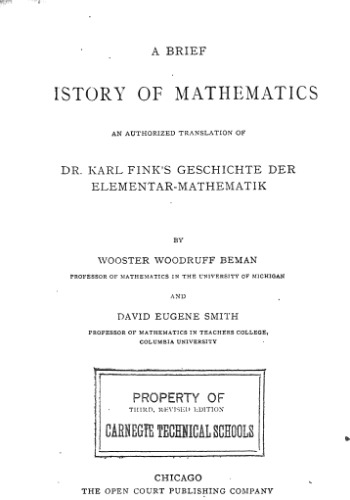 A BRIEF
ISTORY OF MATHEMATICS
AN AUTHORIZED TRANSLATION OF
DR. KARL FINK'S GESCHICHTE DER
ELEMENTAR-MATHEMATIK
BY
WOOSTER WOODRUFF BEMAN
PROFESSOR OF MATHEMATICS IN THE UNIVERSITY OF MICHIGAN
AND
DAVID EUGENE SMITH
PROFESSOR OF MATHEMATICS IN TEACHERS COLLEGE,
COLUMBIA UNIVERSITY
PROPERTY OF
THIRD, REVISED EDITION
CARNEGIE TECHNICAL SCHOOLS
CHICAGO
THE OPEN COURT PUBLISHING COMPANY